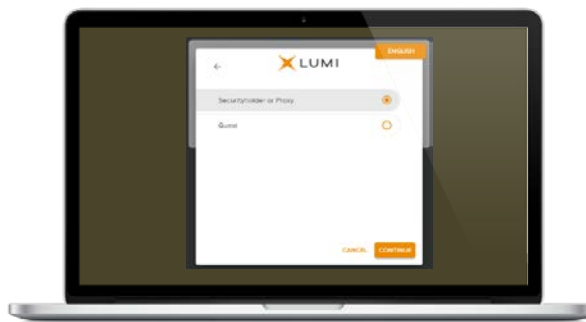 ENGLISH
LUMI
Securityholder or Proxy
Guest
CANCEL CONTINUE